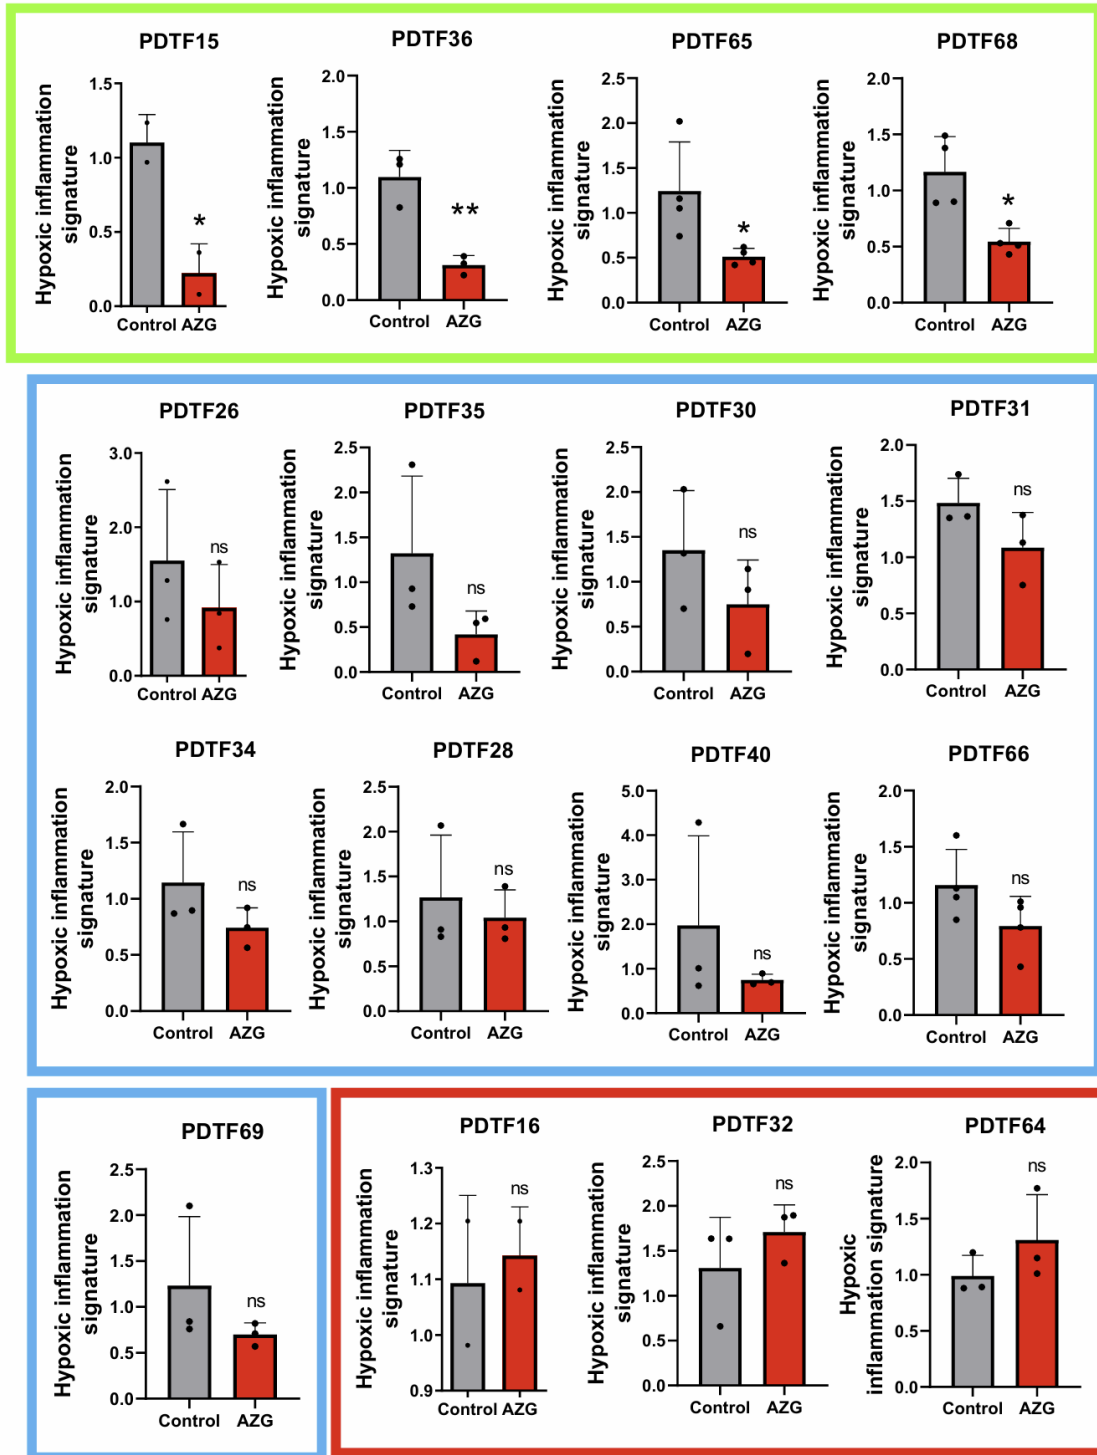 PDTF15
PDTF36
PDTF65
PDTF68
Hypoxic inflammation
signature
1.5
1.0
0.5
0.0
*
Control AZG
Hypoxic inflammation
signature
2.0
1.5
1.0
0.5
0.0
**
Control AZG
Hypoxic inflammation
signature
2.5
2.0
1.5
1.0
0.5
0.0
*
Control AZG
Hypoxic inflammation
signature
2.0
1.5
1.0
0.5
0.0
*
Control AZG
PDTF26
PDTF35
PDTF30
PDTF31
Hypoxic inflammation
signature
3.0
2.0
1.0
0.0
ns
Control AZG
Hypoxic inflammation
signature
2.5
2.0
1.5
1.0
0.5
0.0
ns
Control AZG
Hypoxic inflammation
signature
2.5
2.0
1.5
1.0
0.5
0.0
ns
Control AZG
Hypoxic inflammation
signature
2.0
1.5
1.0
0.5
0.0
ns
Control AZG
PDTF34
PDTF28
PDTF40
PDTF66
Hypoxic inflammation
signature
2.0
1.5
1.0
0.5
0.0
ns
Control AZG
Hypoxic inflammation
signature
2.5
2.0
1.5
1.0
0.5
0.0
ns
Control AZG
Hypoxic inflammation
signature
5.0
4.0
3.0
2.0
1.0
0.0
ns
Control AZG
Hypoxic inflammation
signature
2.0
1.5
1.0
0.5
0.0
ns
Control AZG
PDTF69
PDTF16
PDTF32
PDTF64
Hypoxic inflammation
signature
2.5
2.0
1.5
1.0
0.5
0.0
ns
Control AZG
Hypoxic inflammation
signature
1.3
1.2
1.1
1.0
0.9
ns
Control AZG
Hypoxic inflammation
signature
2.5
2.0
1.5
1.0
0.5
0.0
ns
Control AZG
Hypoxic
inflammation signature
2.0
1.5
1.0
0.5
0.0
ns
Control AZG